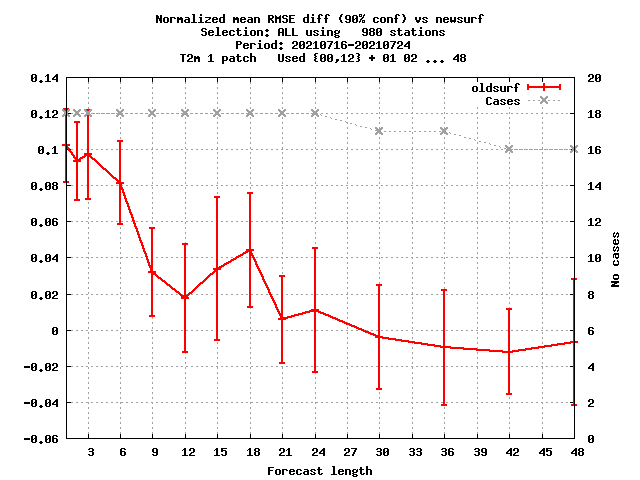 Normalized mean RMSE diff (90% conf) vs newsurf
Selection: ALL using   980 stations
Period: 20210716-20210724
T2m 1 patch   Used {00,12} + 01 02 ... 48
oldsurf
Cases
0.14
0.12
0.1
0.08
0.06
0.04
0.02
0
-0.02
-0.04
-0.06
20
18
16
14
12
10
8
6
4
2
0
No cases
3 6 9 12 15 18 21 24 27 30 33 36 39 42 45 48
Forecast length